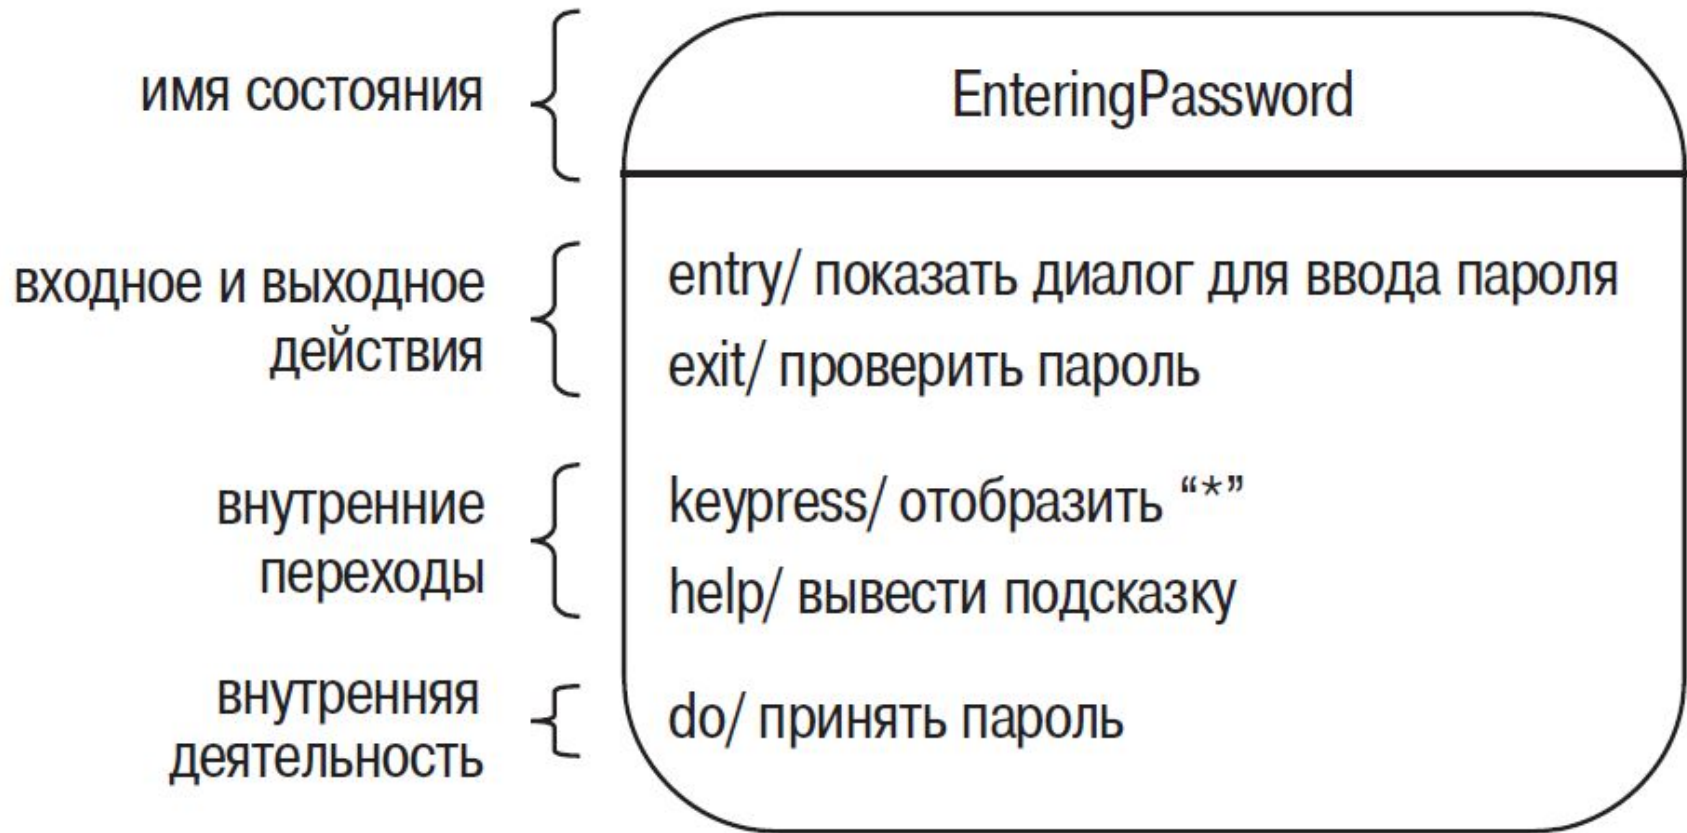 имя состояния
EnteringPassword
входное и выходное
действия
entry/ показать диалог для ввода пароля
exit/ проверить пароль
внутренние
переходы
keypress/ отобразить “*”
help/ вывести подсказку
внутренняя
деятельность
do/ принять пароль